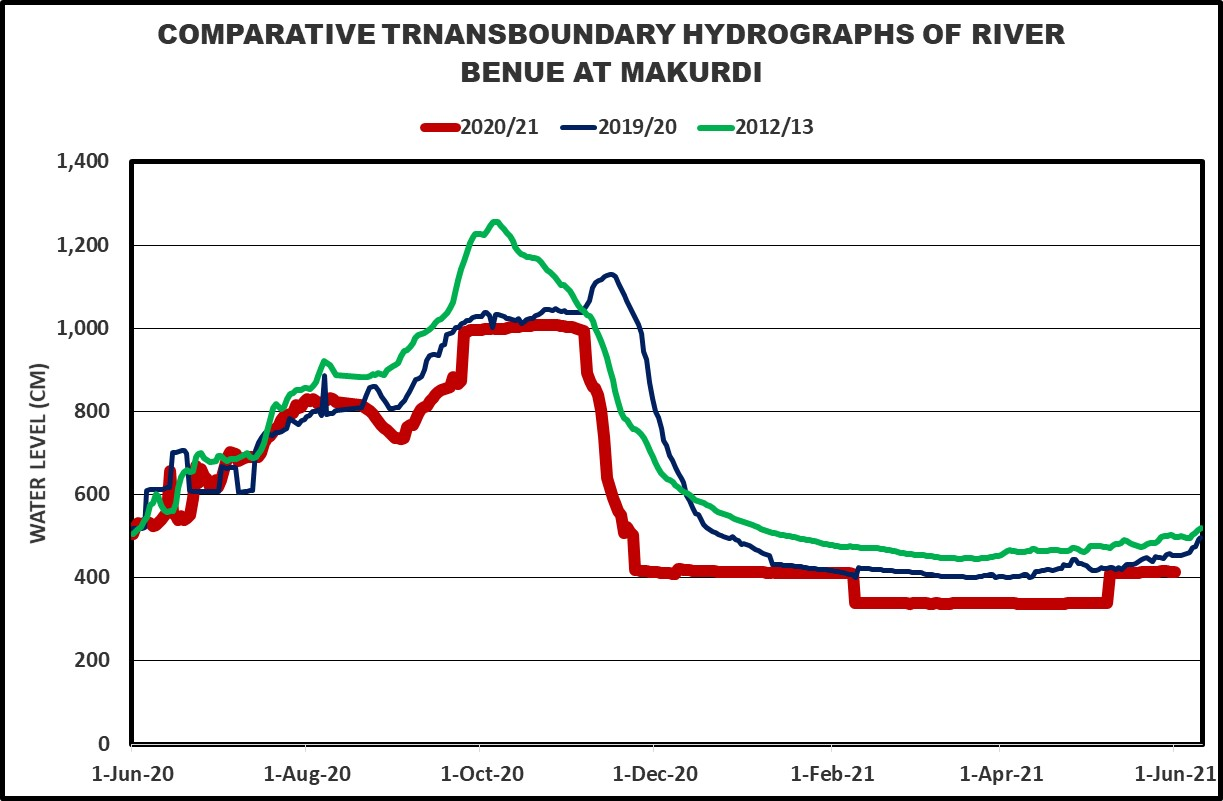 COMPARATIVE TRNANSBOUNDARY HYDROGRAPHS OF RIVER
BENUE AT MAKURDI
2020/21 2019/20 2012/13
WATER LEVEL (CM)
1,400
1,200
1,000
800
600
400
200
0
1-Jun-20 1-Aug-20 1-Oct-20 1-Dec-20 1-Feb-21 1-Apr-21 1-Jun-21